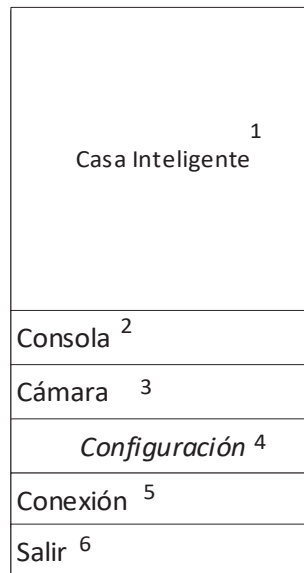 Casa Inteligente 1
Consola 2
Cámara 3
Configuración 4
Conexión 5
Salir 6